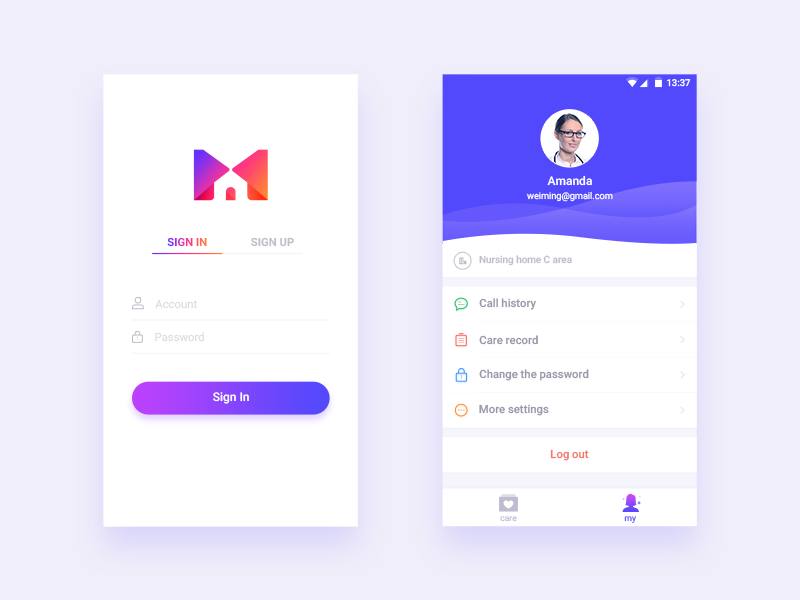 SIGN IN SIGN UP
Account
Password
Sign In
13:37
Amanda
weiming@gmail.com
Nursing home C area
Call history
Care record
Change the password
More settings
Log out
care my